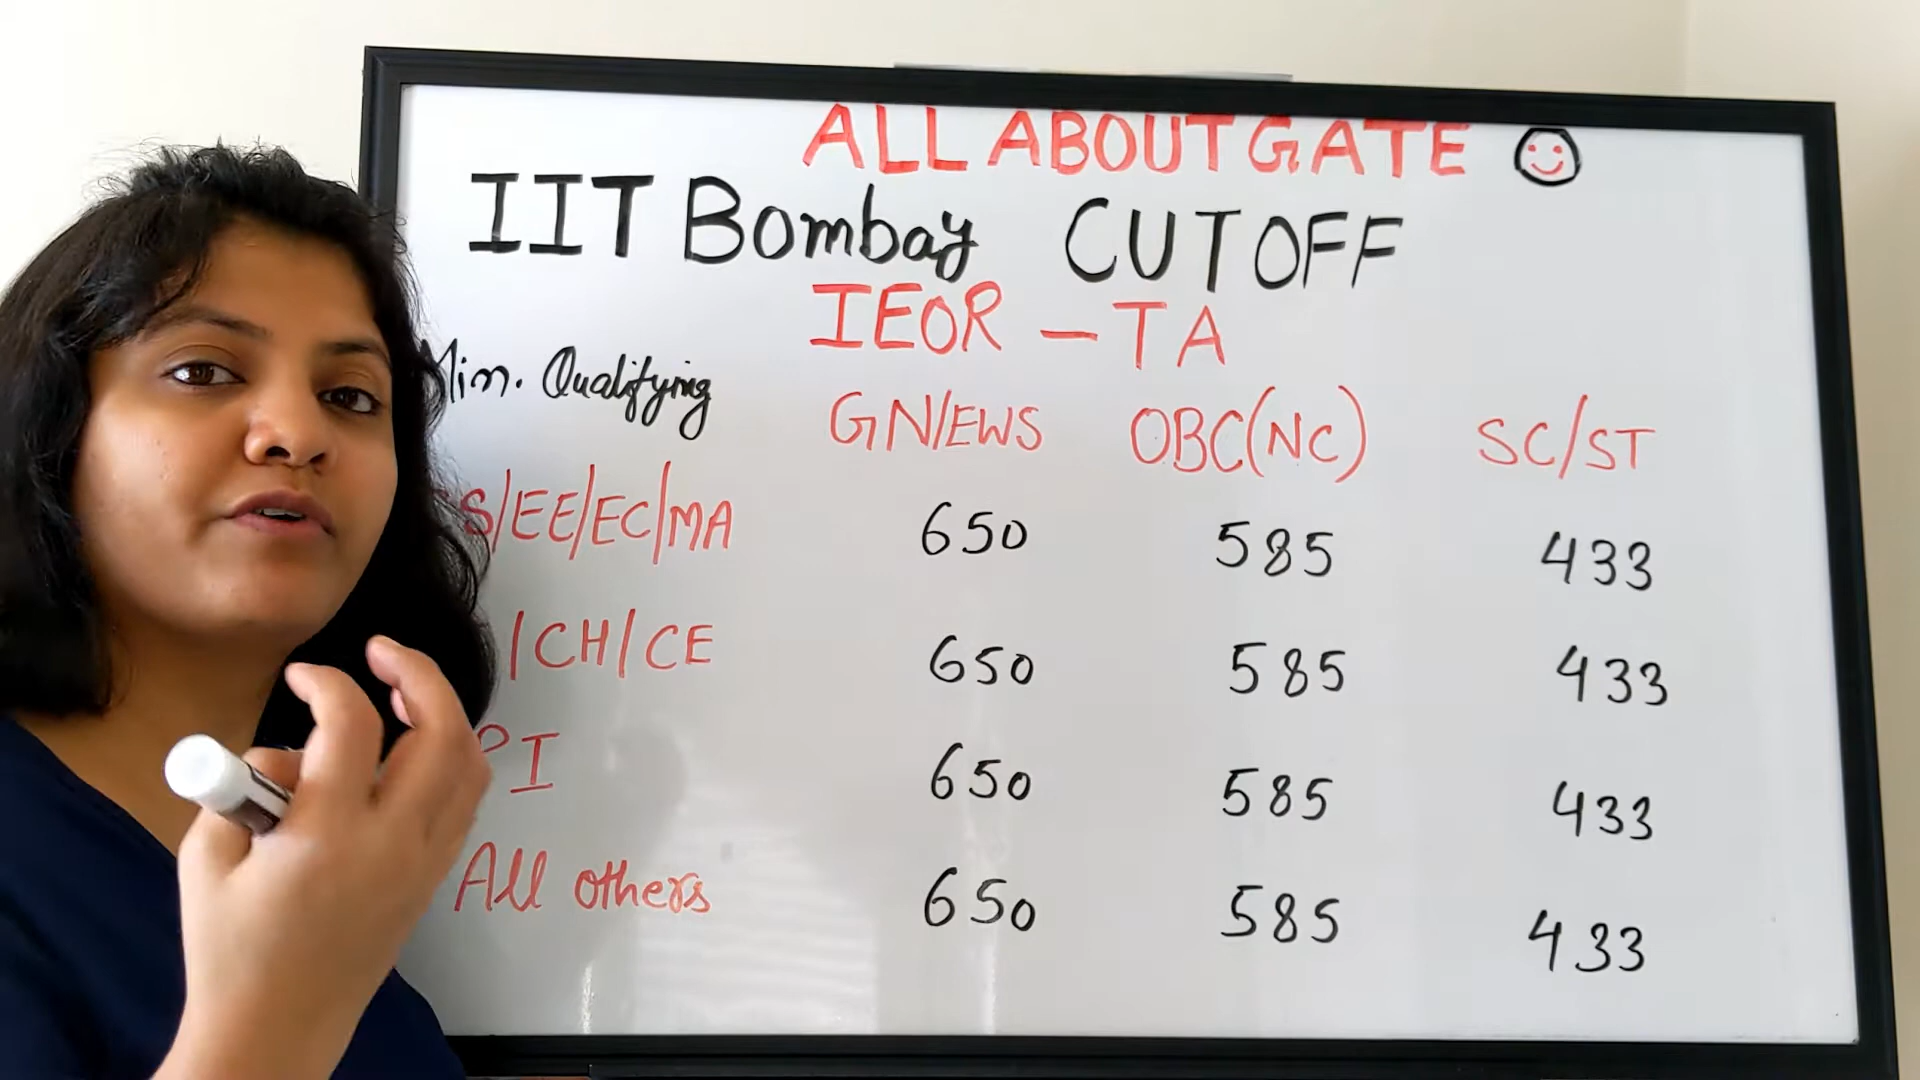 ALL ABOUT GATE
IIT Bombay CUTOFF
IEOR - TA
Min. Qualifying
GN/EWS OBC(NC) SC/ST
S/EE/EC/MA 650 585 433
/CH/CE 650 585 433
PI 650 585 433
All others 650 585 433